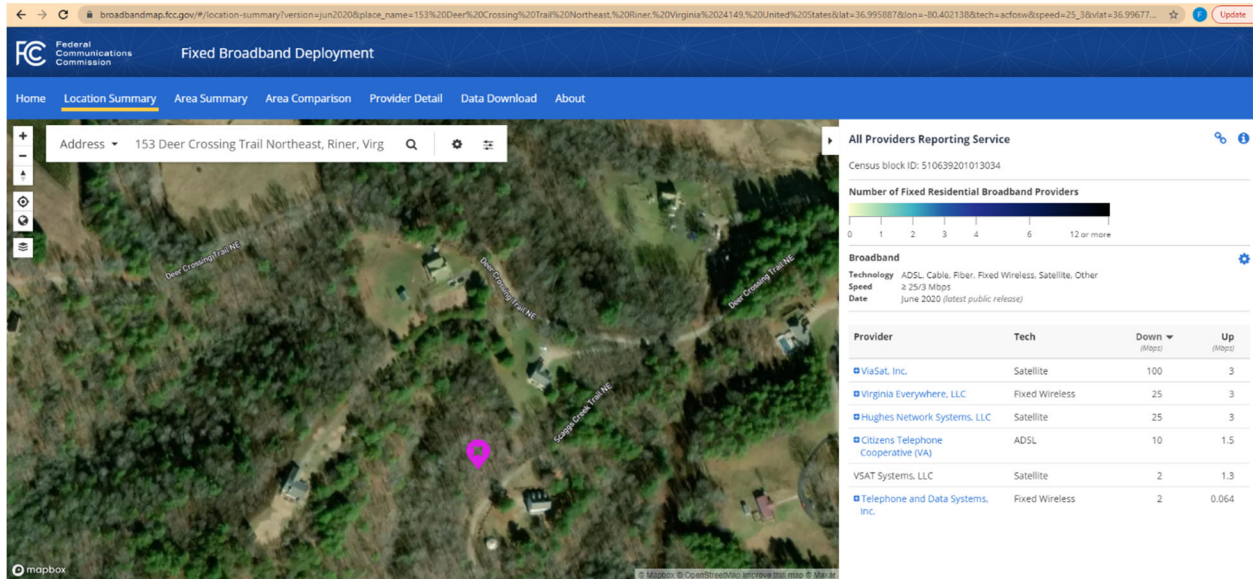 broadbandmap.fcc.gov/#/location-summary?version=jun2020&place_name=153%20Deer%20Crossing%20Trail%20Northeast,%20Riner,%20Virginia%2024149,%20United%20States&lat=36.995887&lon=-80.402138&tech=acfosw&speed=25_3&vlat=36.99677...
F
Update
FC
Federal
Communications
Commission
Fixed Broadband Deployment
Home Location Summary Area Summary Area Comparison Provider Detail Data Download About
Address 153 Deer Crossing Trail Northeast, Riner, Virg
Deer Crossing Trail NE
Deer Crossing Trail NE
Deer Crossing Trail NE
Scaggs Creek Trail NE
mapbox
© Mapbox © OpenStreetMap Improve this map © Maxar
All Providers Reporting Service
Census block ID: 510639201013034
Number of Fixed Residential Broadband Providers
0 1 2 3 4 6 12 or more
Broadband
Technology ADSL, Cable, Fiber, Fixed Wireless, Satellite, Other
Speed ≥ 25/3 Mbps
Date June 2020 (latest public release)
Provider Tech Down Up
(Mbps) (Mbps)
ViaSat, Inc. Satellite 100 3
Virginia Everywhere, LLC Fixed Wireless 25 3
Hughes Network Systems, LLC Satellite 25 3
Citizens Telephone ADSL 10 1.5
Cooperative (VA)
VSAT Systems, LLC Satellite 2 1.3
Telephone and Data Systems, Fixed Wireless 2 0.064
Inc.